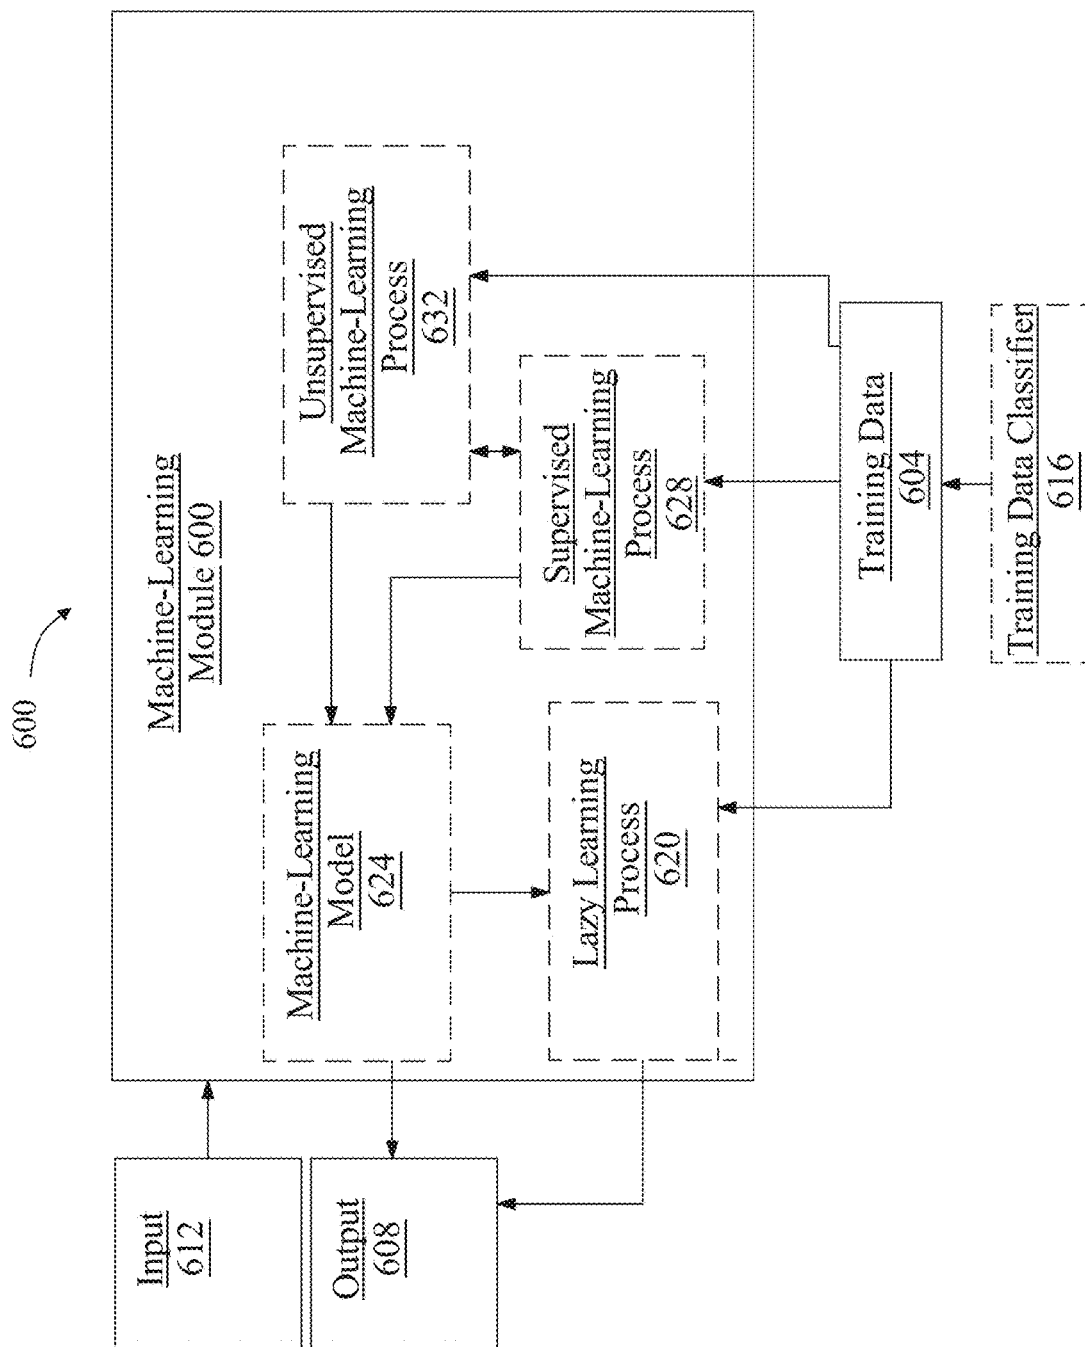 600
Machine-Learning
Module 600
Input
612
Output
608
Machine-Learning
Model
624
Unsupervised
Machine-Learning
Process
632
Lazy Learning
Process
620
Supervised
Machine-Learning
Process
628
Training Data
604
Training Data Classifier
616